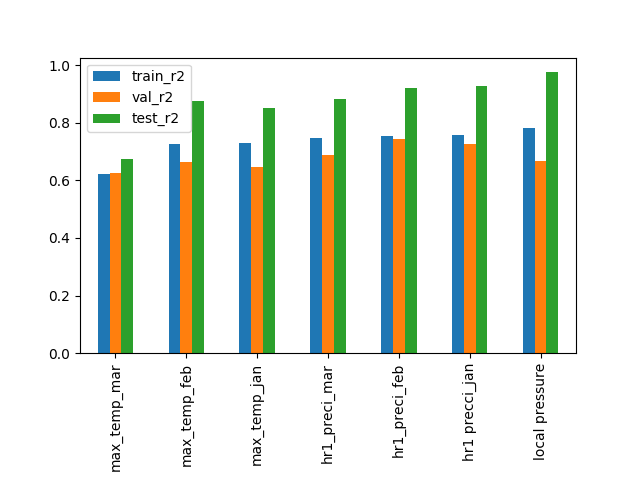 1.0
0.8
0.6
0.4
0.2
0.0
train_r2
val_r2
test_r2
max_temp_mar
max_temp_feb
max_temp_jan
hr1_preci_mar
hr1_preci_feb
hr1 precci_jan
local pressure